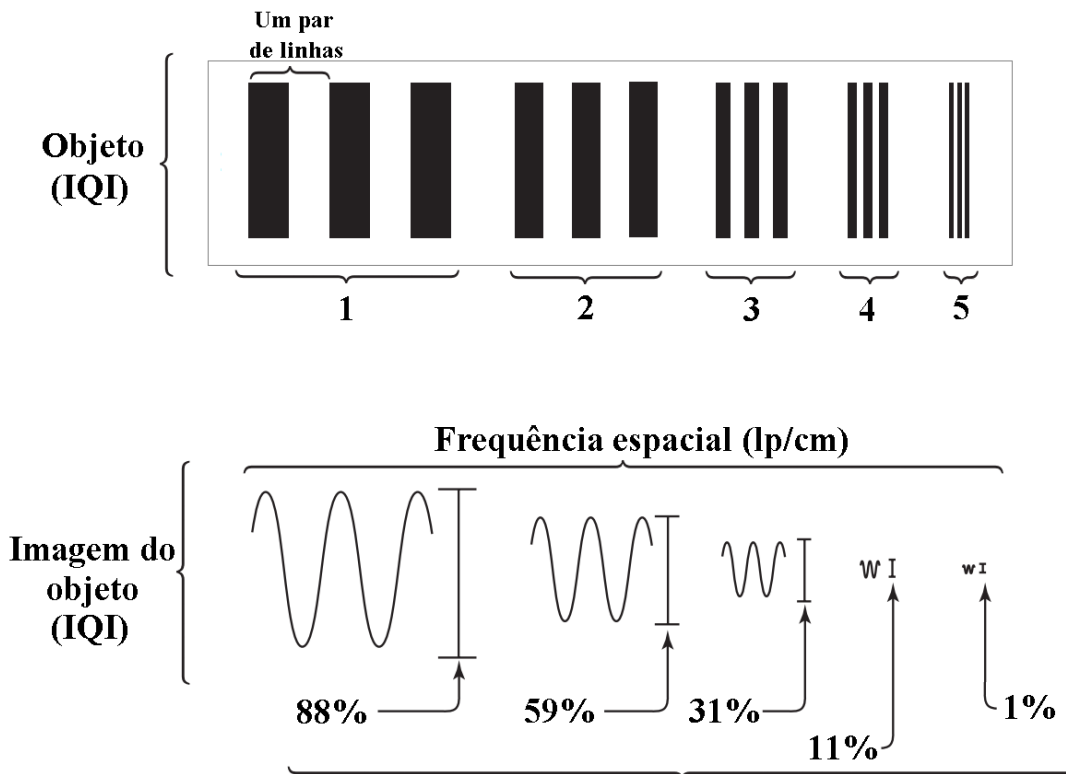 Um par
de linhas
Objeto
(IQI)
1
2
3
4
5
Frequência espacial (lp/cm)
Imagem do
objeto
(IQI)
88%
59%
31%
11%
1%